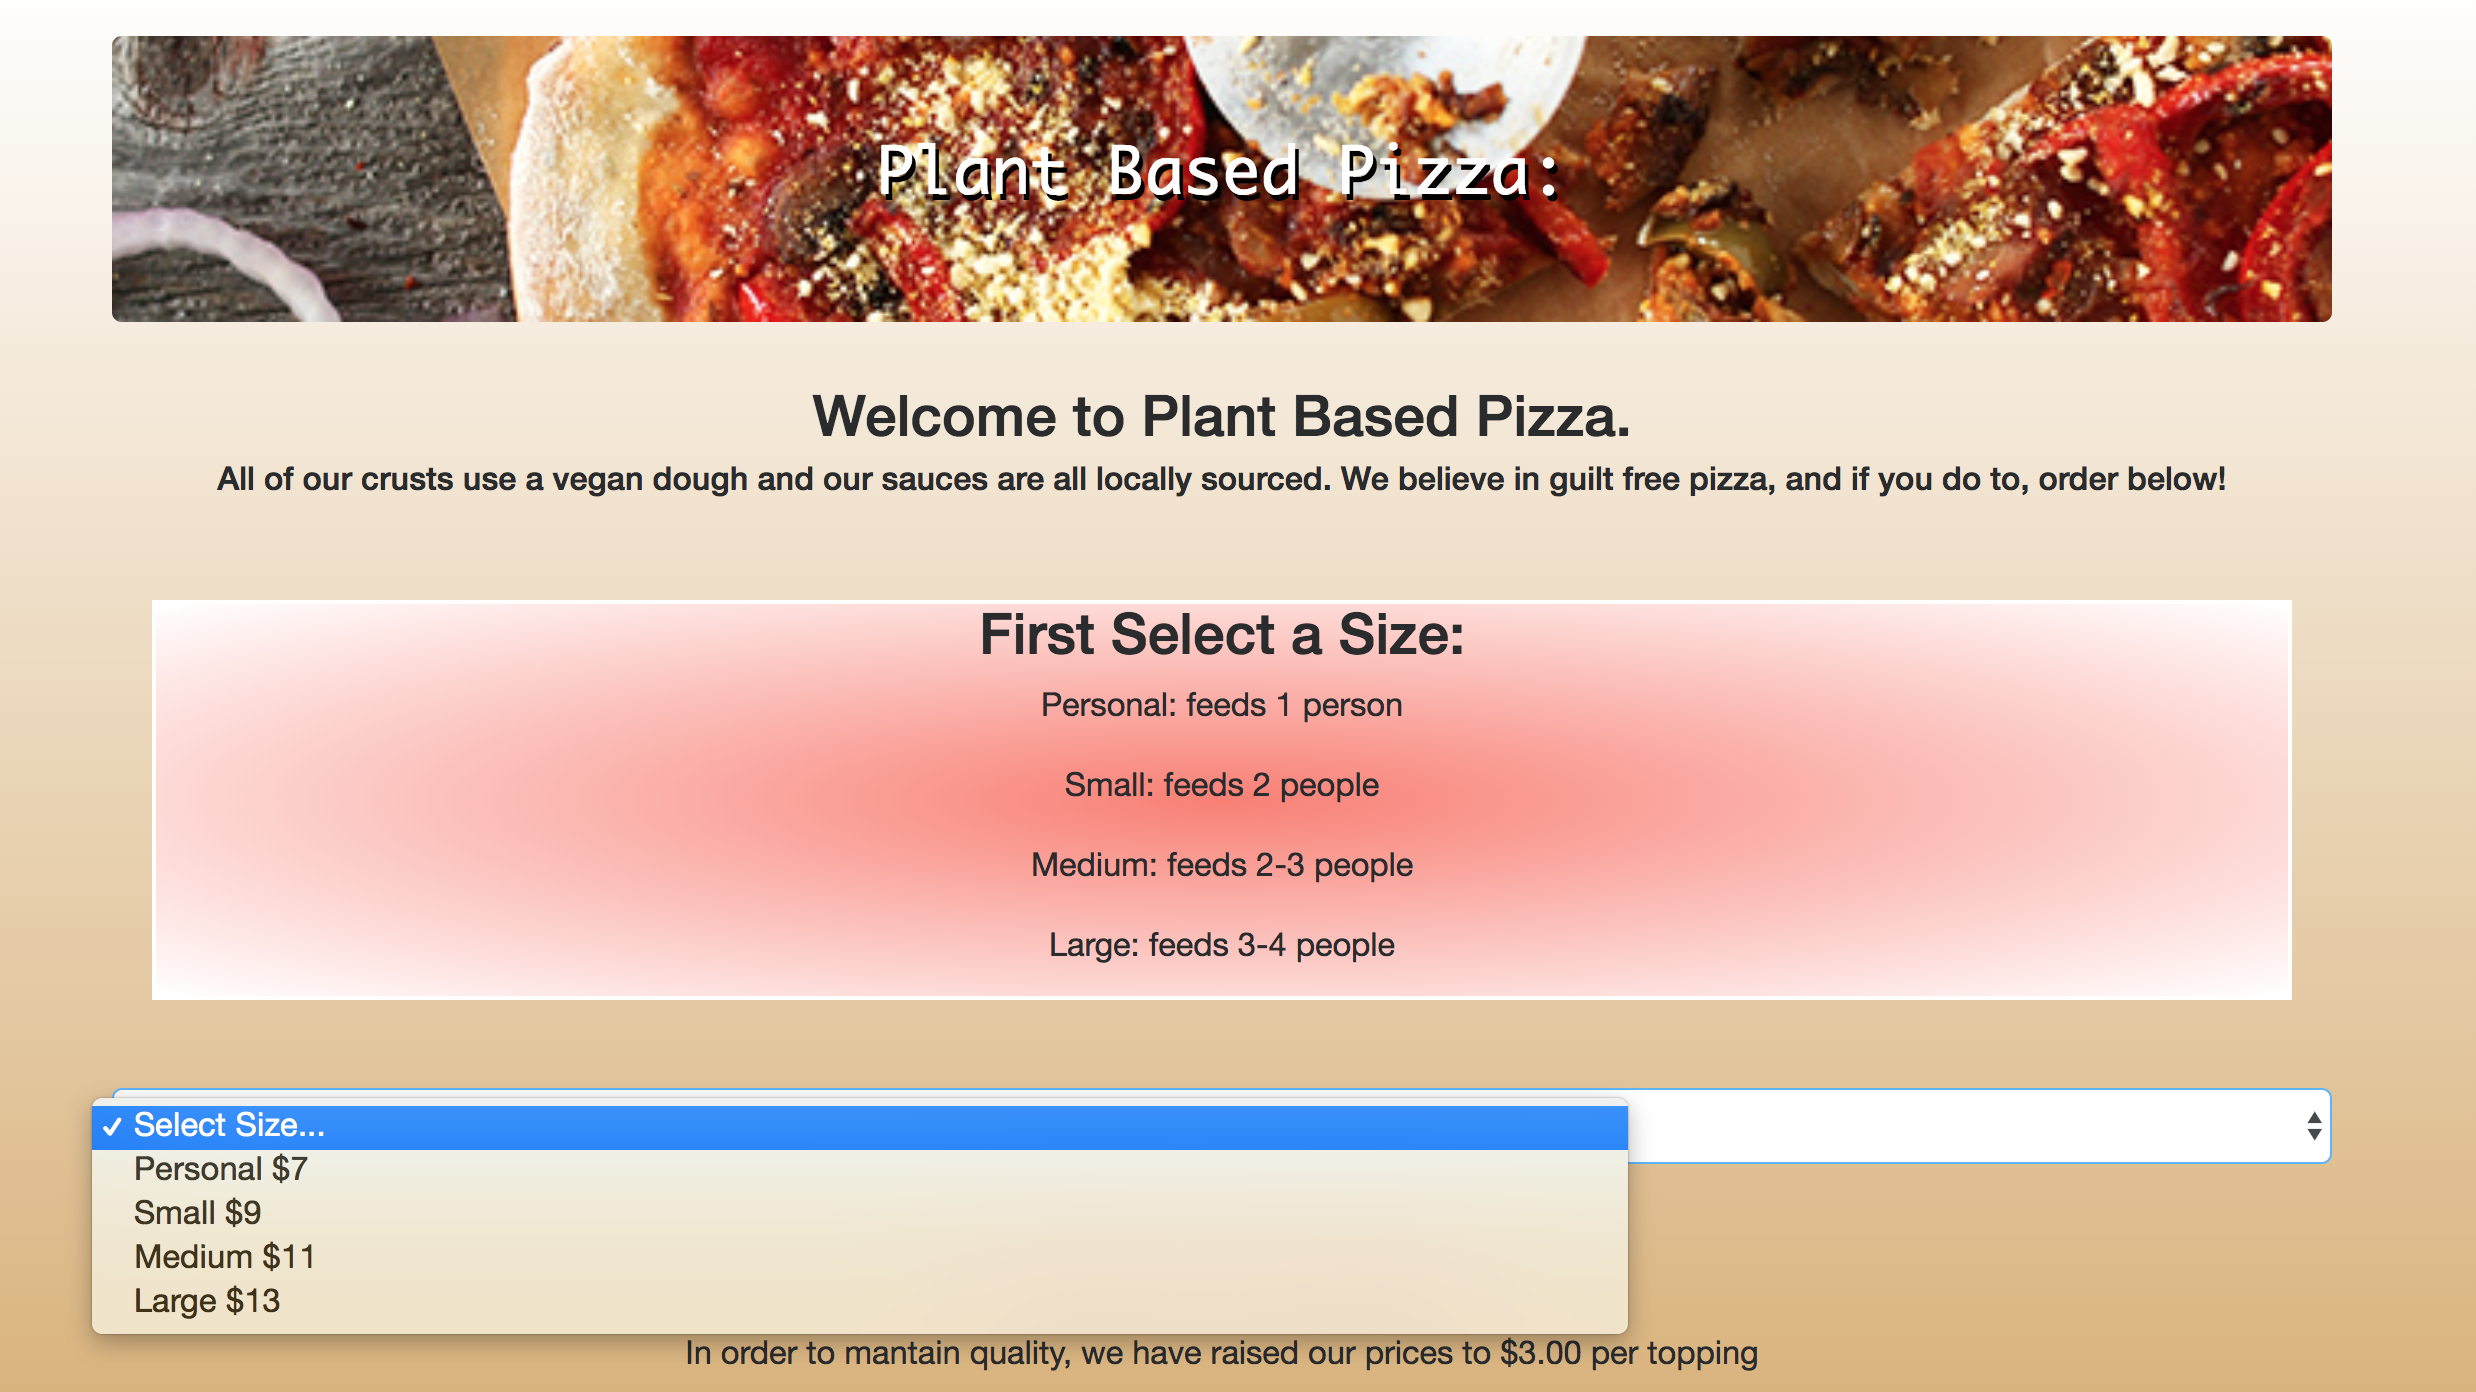 Plant Based Pizza:
Welcome to Plant Based Pizza.
All of our crusts use a vegan dough and our sauces are all locally sourced. We believe in guilt free pizza, and if you do to, order below!
First Select a Size:
Personal: feeds 1 person
Small: feeds 2 people
Medium: feeds 2-3 people
Large: feeds 3-4 people
✓ Select Size...
Personal $7
Small $9
Medium $11
Large $13
In order to mantain quality, we have raised our prices to $3.00 per topping